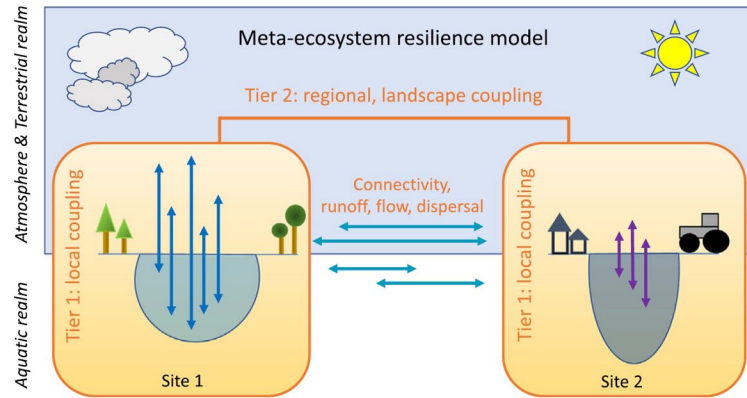 Meta-ecosystem resilience model
Tier 2: regional, landscape coupling
Atmosphere & Terrestrial realm
Aquatic realm
Tier 1: local coupling
Site 1
Connectivity,
runoff, flow, dispersal
Tier 1: local coupling
Site 2